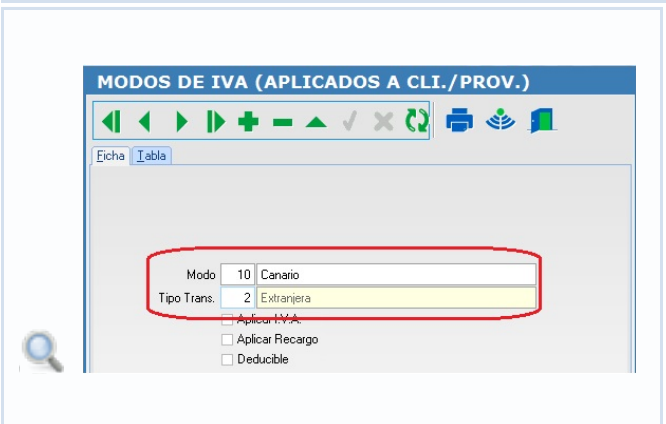 MODOS DE IVA (APLICADOS A CLI./PROV.)
Ficha Tabla
Modo 10 Canario
Tipo Trans. 2 Extranjera
Aplicar I.V.A.
Aplicar Recargo
Deducible